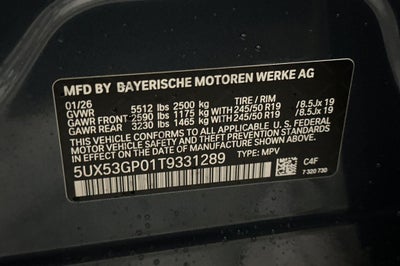 MFD BY BAYERISCHE MOTOREN WERKE AG
01/26 5512 lbs 2500 kg TIRE / RIM
GVWR
GAWR FRONT 2590 lbs 1175 kg WITH 245/50 R19 / 8.5Jx 19
GAWR REAR 3230 lbs 1465 kg WITH 245/50 R19 / 8.5Jx 19
THIS VEHICLE CONFORMS TO ALL APPLICABLE
U.S. FEDERAL MOTOR VEHICLE SAFETY
STANDARDS AND THEFT PREVENTION STANDARDS
IN EFFECT ON THE DATE OF MANUFACTURE
SHOWN ABOVE.
5UX53GP01T9331289 TYPE: MPV C4F
7 320 730